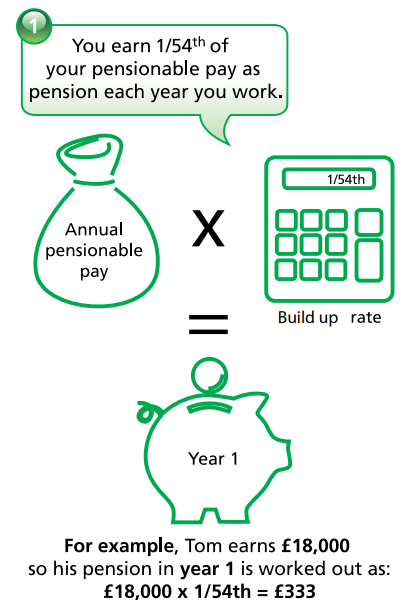 1
You earn 1/54th of
your pensionable pay as
pension each year you work.
Annual
pensionable
pay
X
1/54th
Build up rate
=
Year 1
For example, Tom earns £18,000
so his pension in year 1 is worked out as:
£18,000 x 1/54th = £333